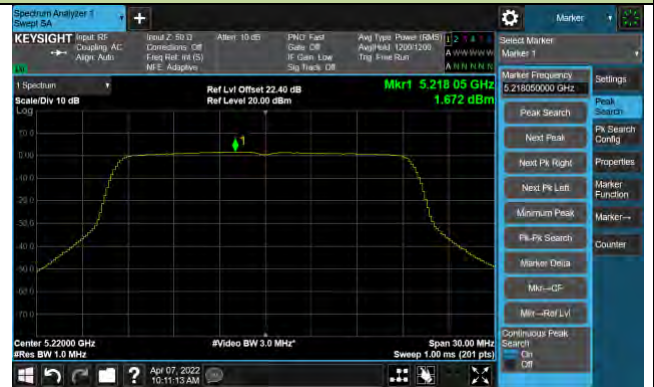 Spectrum Analyzer 1
Swept SA
+
Marker
KEYSIGHT
Input: RF
Coupling: AC
Align: Auto
Input Z: 50 Ω
Corrections: Off
Freq Ref: Int (S)
NFE: Adaptive
Atten: 10 dB
PNO: Fast
Gate: Off
IF Gain: Low
Sig Track: Off
Avg Type: Power (RMS)
Avg|Hold: 1200/1200
Trig: Free Run
1 2 3 4 5 6
A W W W W W
A N N N N N
Select Marker
Marker 1
1 Spectrum
Scale/Div 10 dB
Log
Ref Lvl Offset 22.40 dB
Ref Level 20.00 dBm
Mkr1 5.218 05 GHz
1.672 dBm
Marker Frequency
5.218050000 GHz
Settings
Peak Search
Peak
Search
Next Peak
Pk Search
Config
Next Pk Right
Properties
Next Pk Left
Marker
Function
Minimum Peak
Marker→
Pk-Pk Search
Counter
Marker Delta
Mkr→CF
Mkr→Ref Lvl
Continuous Peak
Search
On
Off
10.0
0.00
-10.0
-20.0
-30.0
-40.0
-50.0
-60.0
-70.0
1
Center 5.22000 GHz
#Res BW 1.0 MHz
#Video BW 3.0 MHz*
Span 30.00 MHz
Sweep 1.00 ms (201 pts)
?
Apr 07, 2022
10:11:13 AM